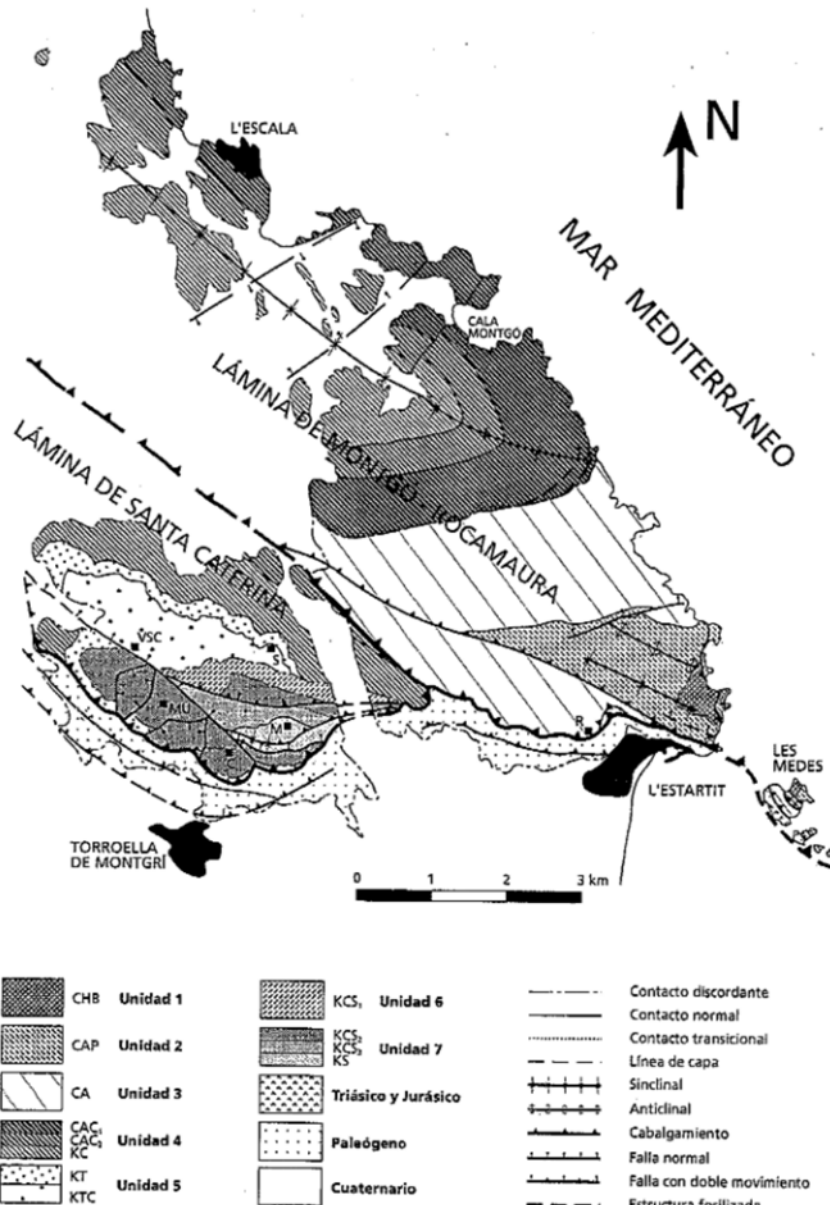 L'ESCALA
N
MAR MEDITERRÁNEO
CALA
MONTGÓ
LÁMINA DE MONTGÓ - ROCAMAURA
LÁMINA DE SANTA CATERINA
VSC
S
MU
M
C
R
L'ESTARTIT
LES
MEDES
TORROELLA
DE MONTGRÍ
0 1 2 3 km
CHB Unidad 1
CAP Unidad 2
CA Unidad 3
CAC₁
CAC₂
KC
Unidad 4
KT
KTC
Unidad 5
KCS₁ Unidad 6
KCS₂
KCS₃
KS
Unidad 7
Triásico y Jurásico
Paleógeno
Cuaternario
Contacto discordante
Contacto normal
Contacto transicional
Línea de capa
Sinclinal
Anticlinal
Cabalgamiento
Falla normal
Falla con doble movimiento
Estructura fosilizada